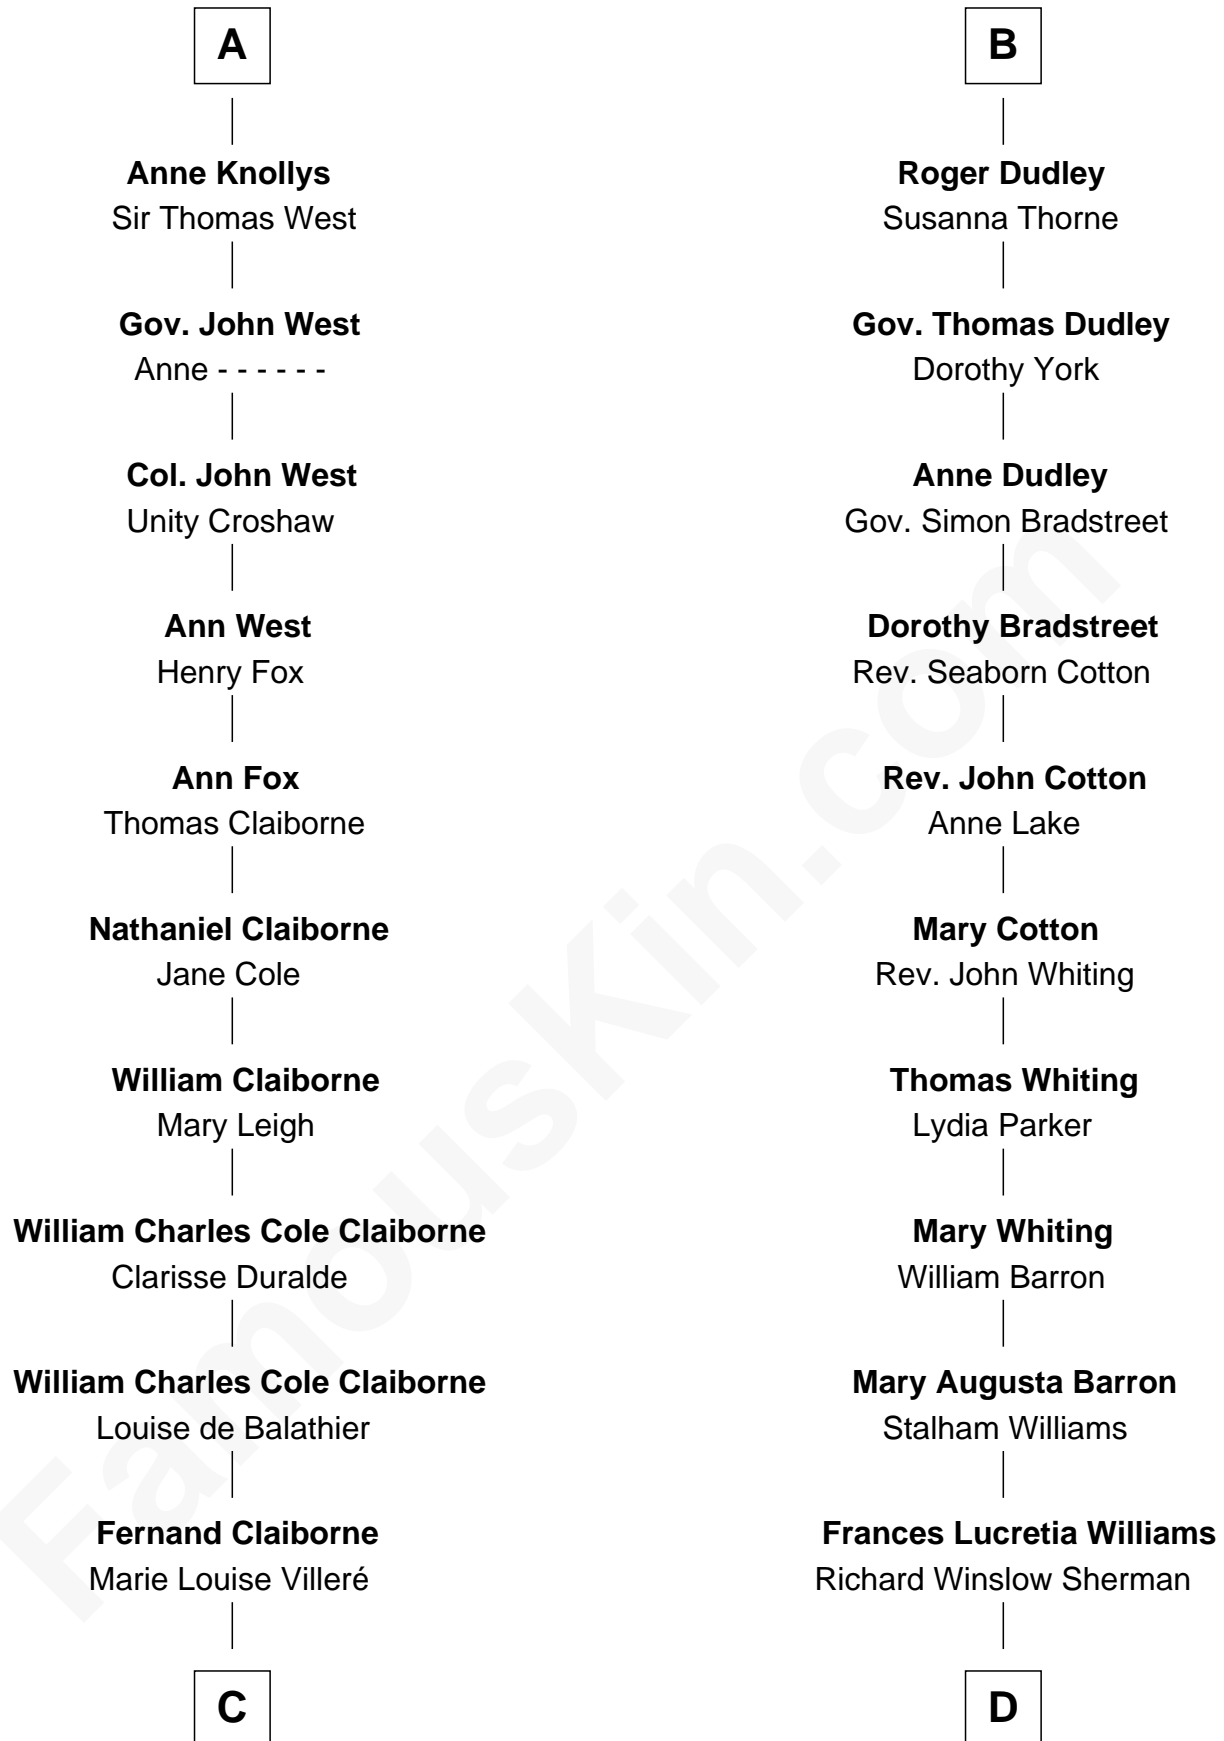 A
Anne Knollys
Sir Thomas West
Gov. John West
Anne - - - - - -
Col. John West
Unity Croshaw
Ann West
Henry Fox
Ann Fox
Thomas Claiborne
Nathaniel Claiborne
Jane Cole
William Claiborne
Mary Leigh
William Charles Cole Claiborne
Clarisse Duralde
William Charles Cole Claiborne
Louise de Balathier
Fernand Claiborne
Marie Louise Villeré
C
B
Roger Dudley
Susanna Thorne
Gov. Thomas Dudley
Dorothy York
Anne Dudley
Gov. Simon Bradstreet
Dorothy Bradstreet
Rev. Seaborn Cotton
Rev. John Cotton
Anne Lake
Mary Cotton
Rev. John Whiting
Thomas Whiting
Lydia Parker
Mary Whiting
William Barron
Mary Augusta Barron
Stalham Williams
Frances Lucretia Williams
Richard Winslow Sherman
D
FamousKin.com